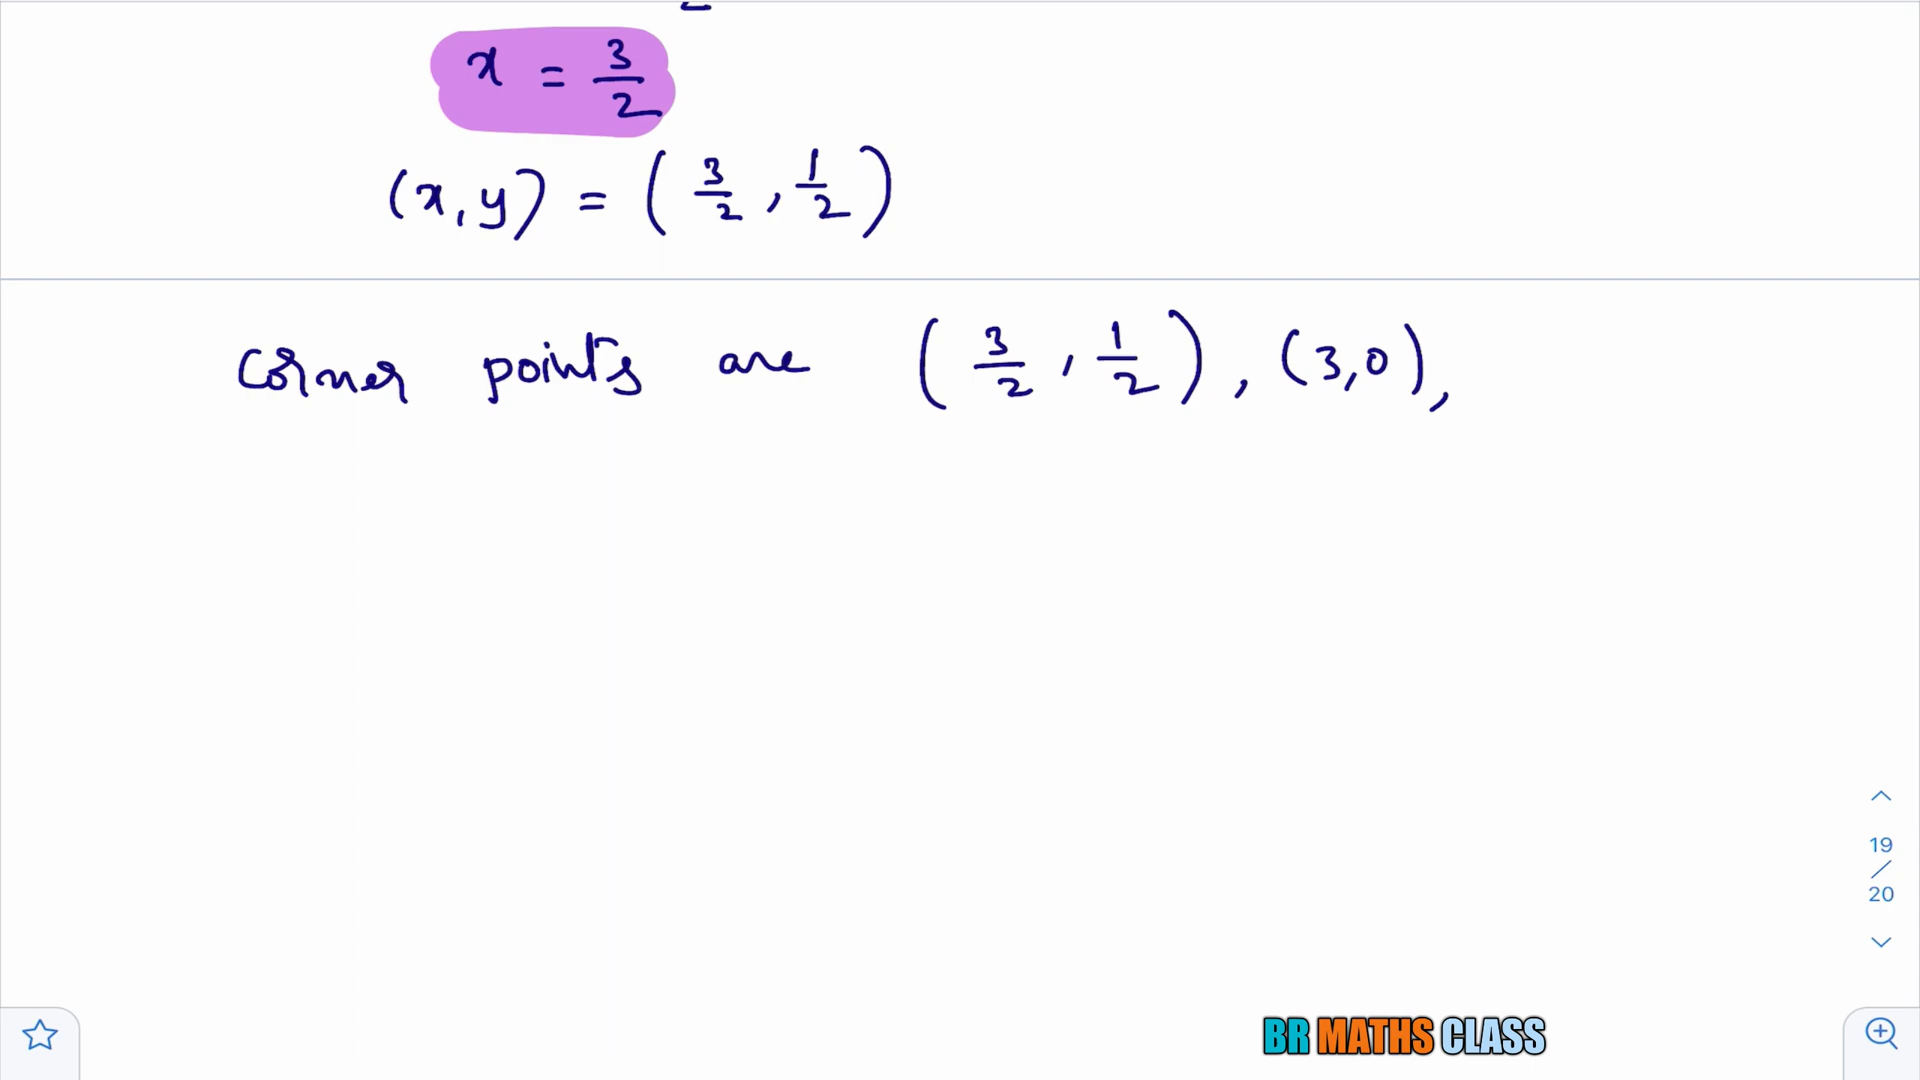 x = 3/2
(x, y) = (3/2, 1/2)
Corner points are (3/2, 1/2), (3,0),
19
/
20
BR MATHS CLASS